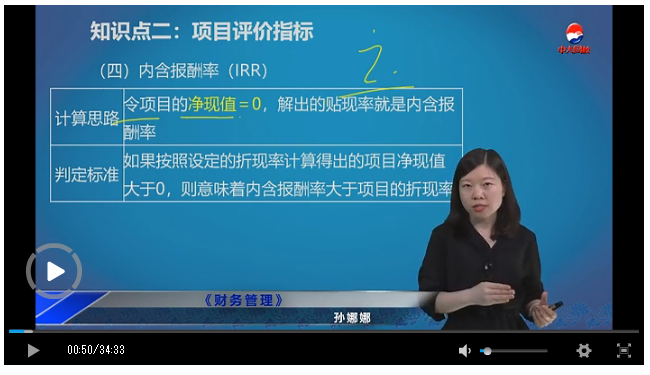 知识点二：项目评价指标
中大网校
（四）内含报酬率（IRR）
i
计算思路
令项目的净现值=0，解出的贴现率就是内含报
酬率
判定标准
如果按照设定的折现率计算得出的项目净现值
大于0，则意味着内含报酬率大于项目的折现率
《财务管理》
孙娜娜
00:50/34:33